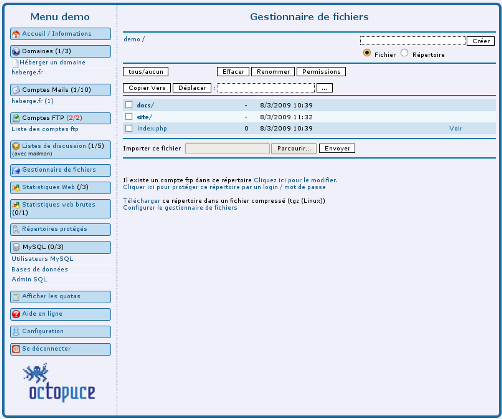 Menu demo
Accueil / Informations
Domaines (1/3)
Héberger un domaine
heberge.fr
Comptes Mails (1/10)
heberge.fr (1)
Comptes FTP (2/2)
Liste des comptes ftp
Listes de discussion (1/5)
(avec mailman)
Gestionnaire de fichiers
Statistiques Web (/3)
Statistiques web brutes
(0/1)
Répertoires protégés
MySQL (0/3)
Utilisateurs MySQL
Bases de données
Admin SQL
Afficher les quotas
Aide en ligne
Configuration
Se déconnecter
octopuce
Gestionnaire de fichiers
demo /
Créer
Fichier Répertoire
tous/aucun Effacer Renommer Permissions
Copier Vers Déplacer : ...
docs/ - 8/3/2009 10:39
site/ - 8/3/2009 11:32
index.php 0 8/3/2009 10:39 Voir
Importer ce fichier Parcourir... Envoyer
Il existe un compte ftp dans ce répertoire Cliquez ici pour le modifier.
Cliquer ici pour protéger ce répertoire par un login / mot de passe
Télécharger ce répertoire dans un fichier compressé (tgz (Linux))
Configurer le gestionnaire de fichiers